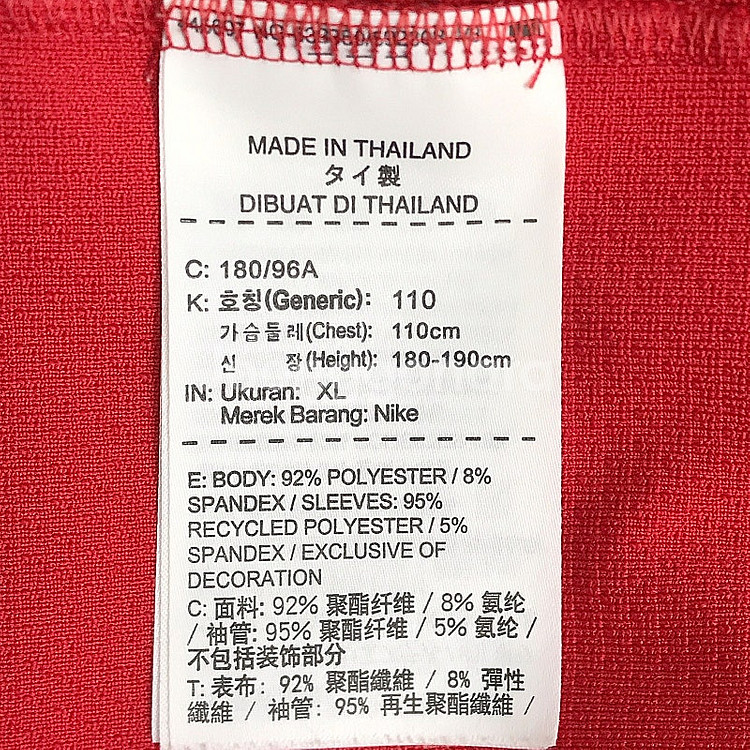 MADE IN THAILAND
タイ製
DIBUAT DI THAILAND
C: 180/96A
K: 호칭(Generic): 110
가슴둘레(Chest): 110cm
신 장(Height): 180-190cm
IN: Ukuran: XL
Merek Barang: Nike
E: BODY: 92% POLYESTER / 8%
SPANDEX / SLEEVES: 95%
RECYCLED POLYESTER / 5%
SPANDEX / EXCLUSIVE OF
DECORATION
C: 面料: 92% 聚酯纤维 / 8% 氨纶
/ 袖管: 95% 聚酯纤维 / 5% 氨纶 /
不包括装饰部分
T: 表布: 92% 聚酯纖維 / 8% 彈性
纖維 / 袖管: 95% 再生聚酯纖維 /